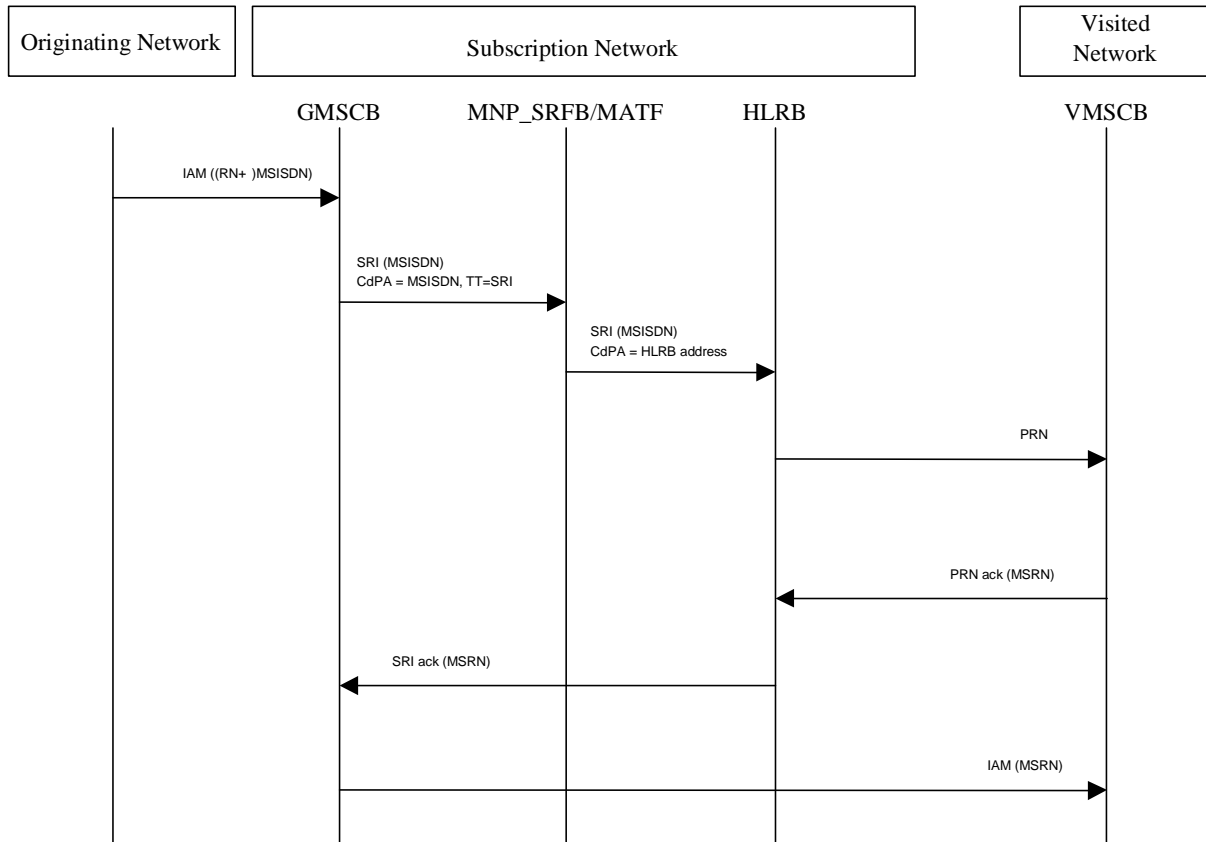 Originating Network
Subscription Network
Visited
Network
GMSCB
MNP_SRFB/MATF
HLRB
VMSCB
IAM ((RN+ )MSISDN)
SRI (MSISDN)
CdPA = MSISDN, TT=SRI
SRI (MSISDN)
CdPA = HLRB address
PRN
PRN ack (MSRN)
SRI ack (MSRN)
IAM (MSRN)